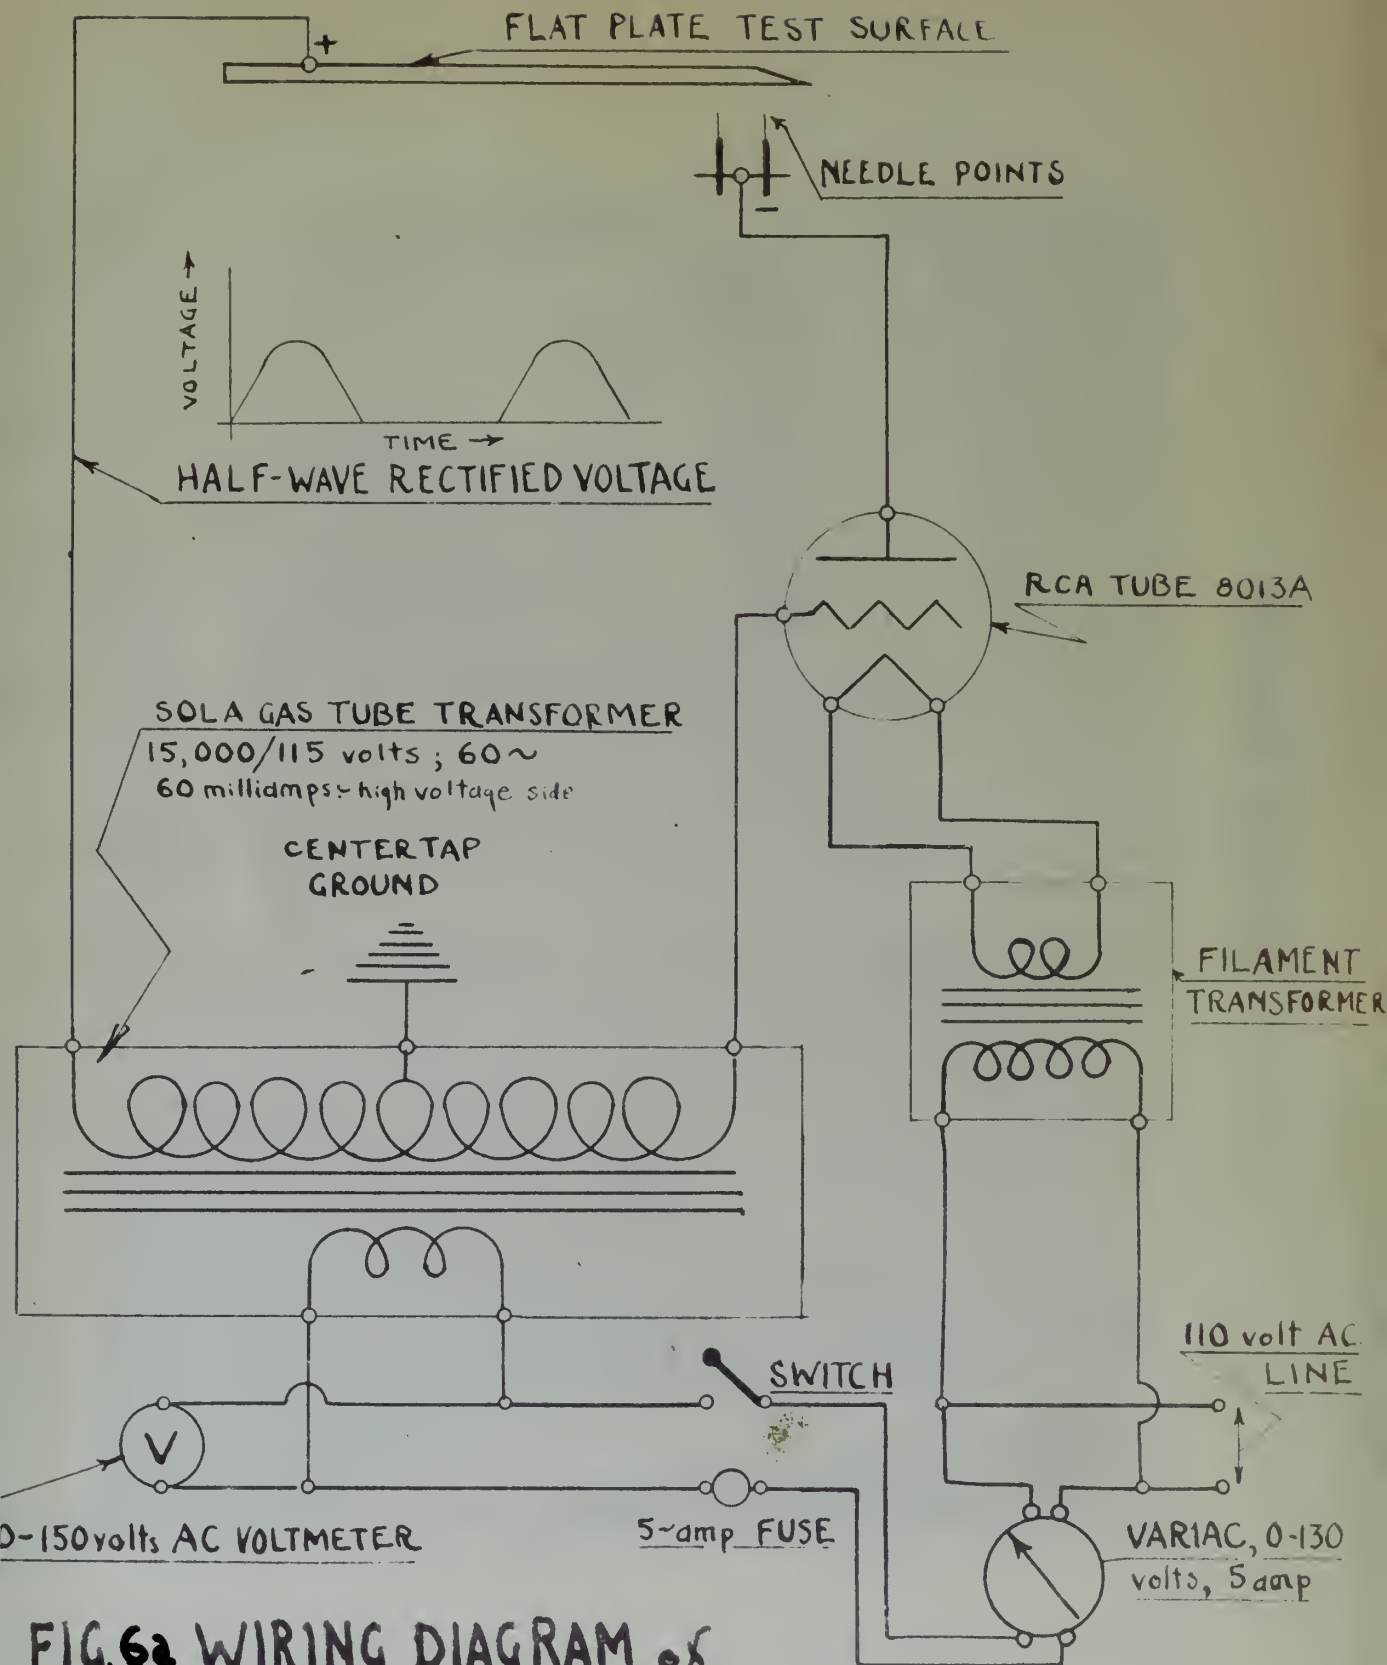 FLAT PLATE TEST SURFACE
+
NEEDLE POINTS
−
VOLTAGE →
TIME →
HALF-WAVE RECTIFIED VOLTAGE
RCA TUBE 8013A
SOLA GAS TUBE TRANSFORMER
15,000/115 volts ; 60~
60 milliamps - high voltage side
CENTERTAP
GROUND
FILAMENT
TRANSFORMER
110 volt AC
LINE
SWITCH
V
0-150 volts AC VOLTMETER
5-amp FUSE
VARIAC, 0-130
volts, 5 amp
FIG. 6a WIRING DIAGRAM of